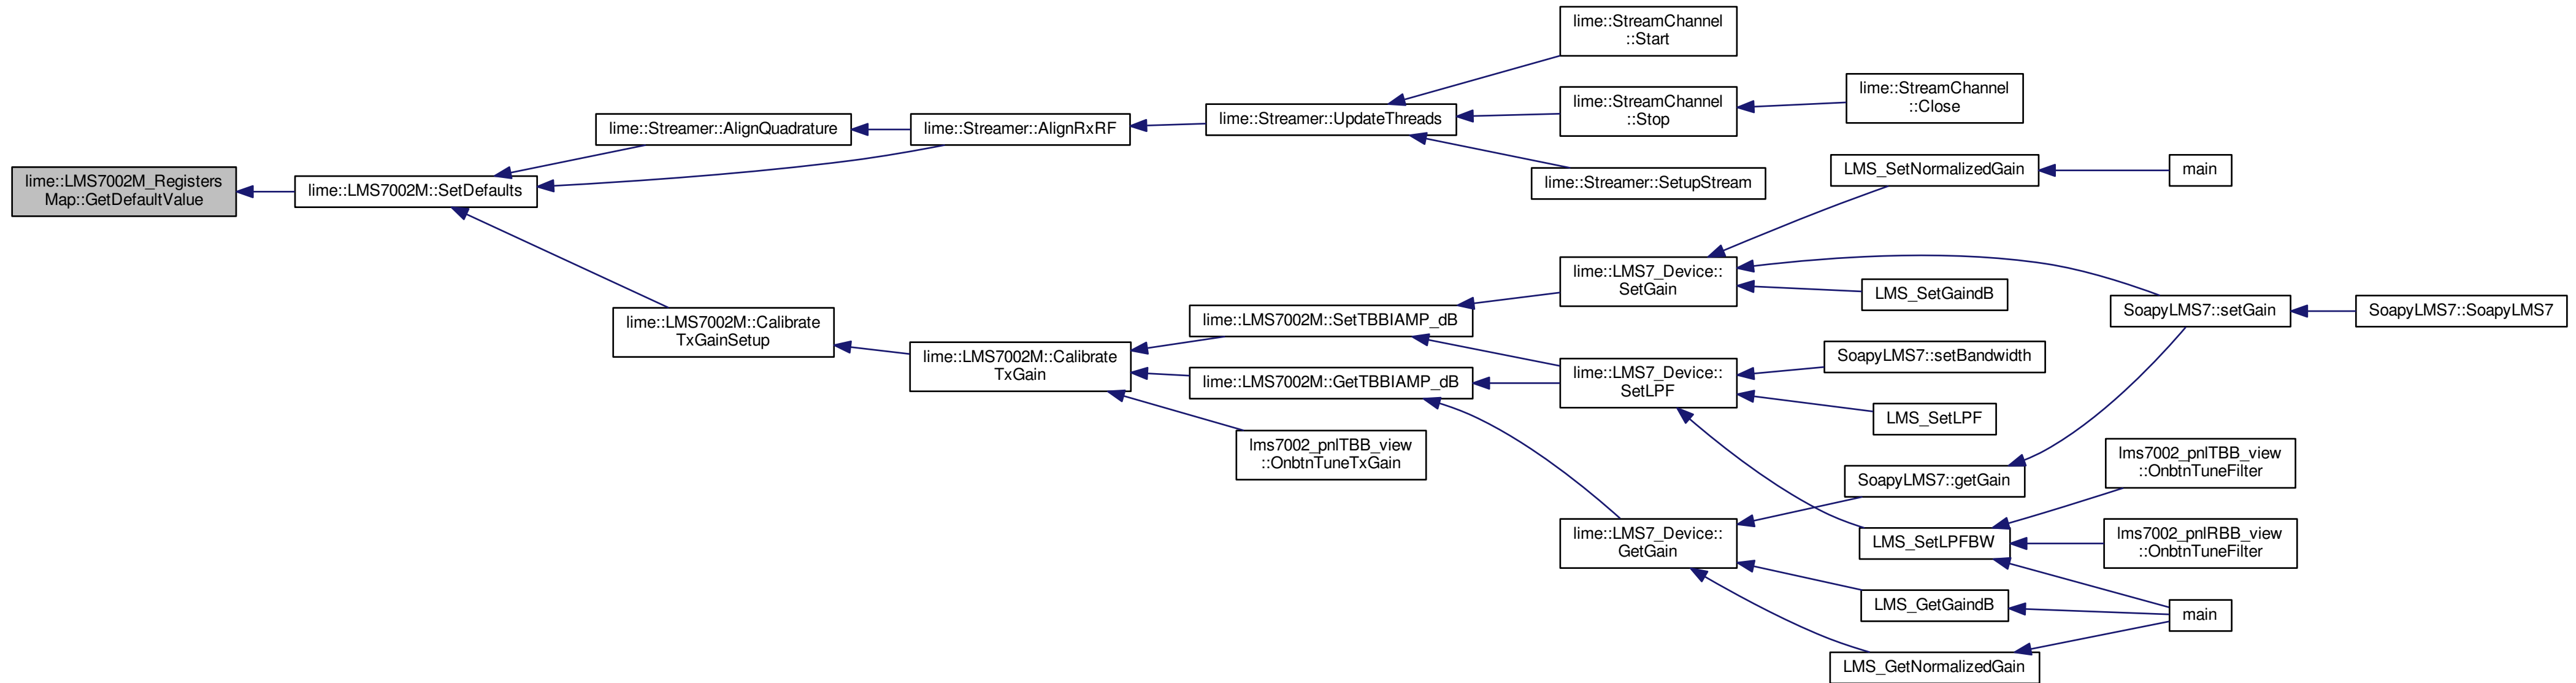 lime::LMS7002M_Registers
Map::GetDefaultValue
lime::LMS7002M::SetDefaults
lime::Streamer::AlignQuadrature
lime::Streamer::AlignRxRF
lime::Streamer::UpdateThreads
lime::StreamChannel
::Start
lime::StreamChannel
::Stop
lime::StreamChannel
::Close
lime::Streamer::SetupStream
lime::LMS7002M::Calibrate
TxGainSetup
lime::LMS7002M::Calibrate
TxGain
lime::LMS7002M::SetTBBIAMP_dB
lime::LMS7_Device::
SetGain
LMS_SetNormalizedGain
main
LMS_SetGaindB
SoapyLMS7::setGain
SoapyLMS7::SoapyLMS7
lime::LMS7_Device::
SetLPF
SoapyLMS7::setBandwidth
LMS_SetLPF
LMS_SetLPFBW
lms7002_pnlTBB_view
::OnbtnTuneFilter
lms7002_pnlRBB_view
::OnbtnTuneFilter
main
lime::LMS7002M::GetTBBIAMP_dB
lime::LMS7_Device::
GetGain
SoapyLMS7::getGain
LMS_GetGaindB
LMS_GetNormalizedGain
lms7002_pnlTBB_view
::OnbtnTuneTxGain